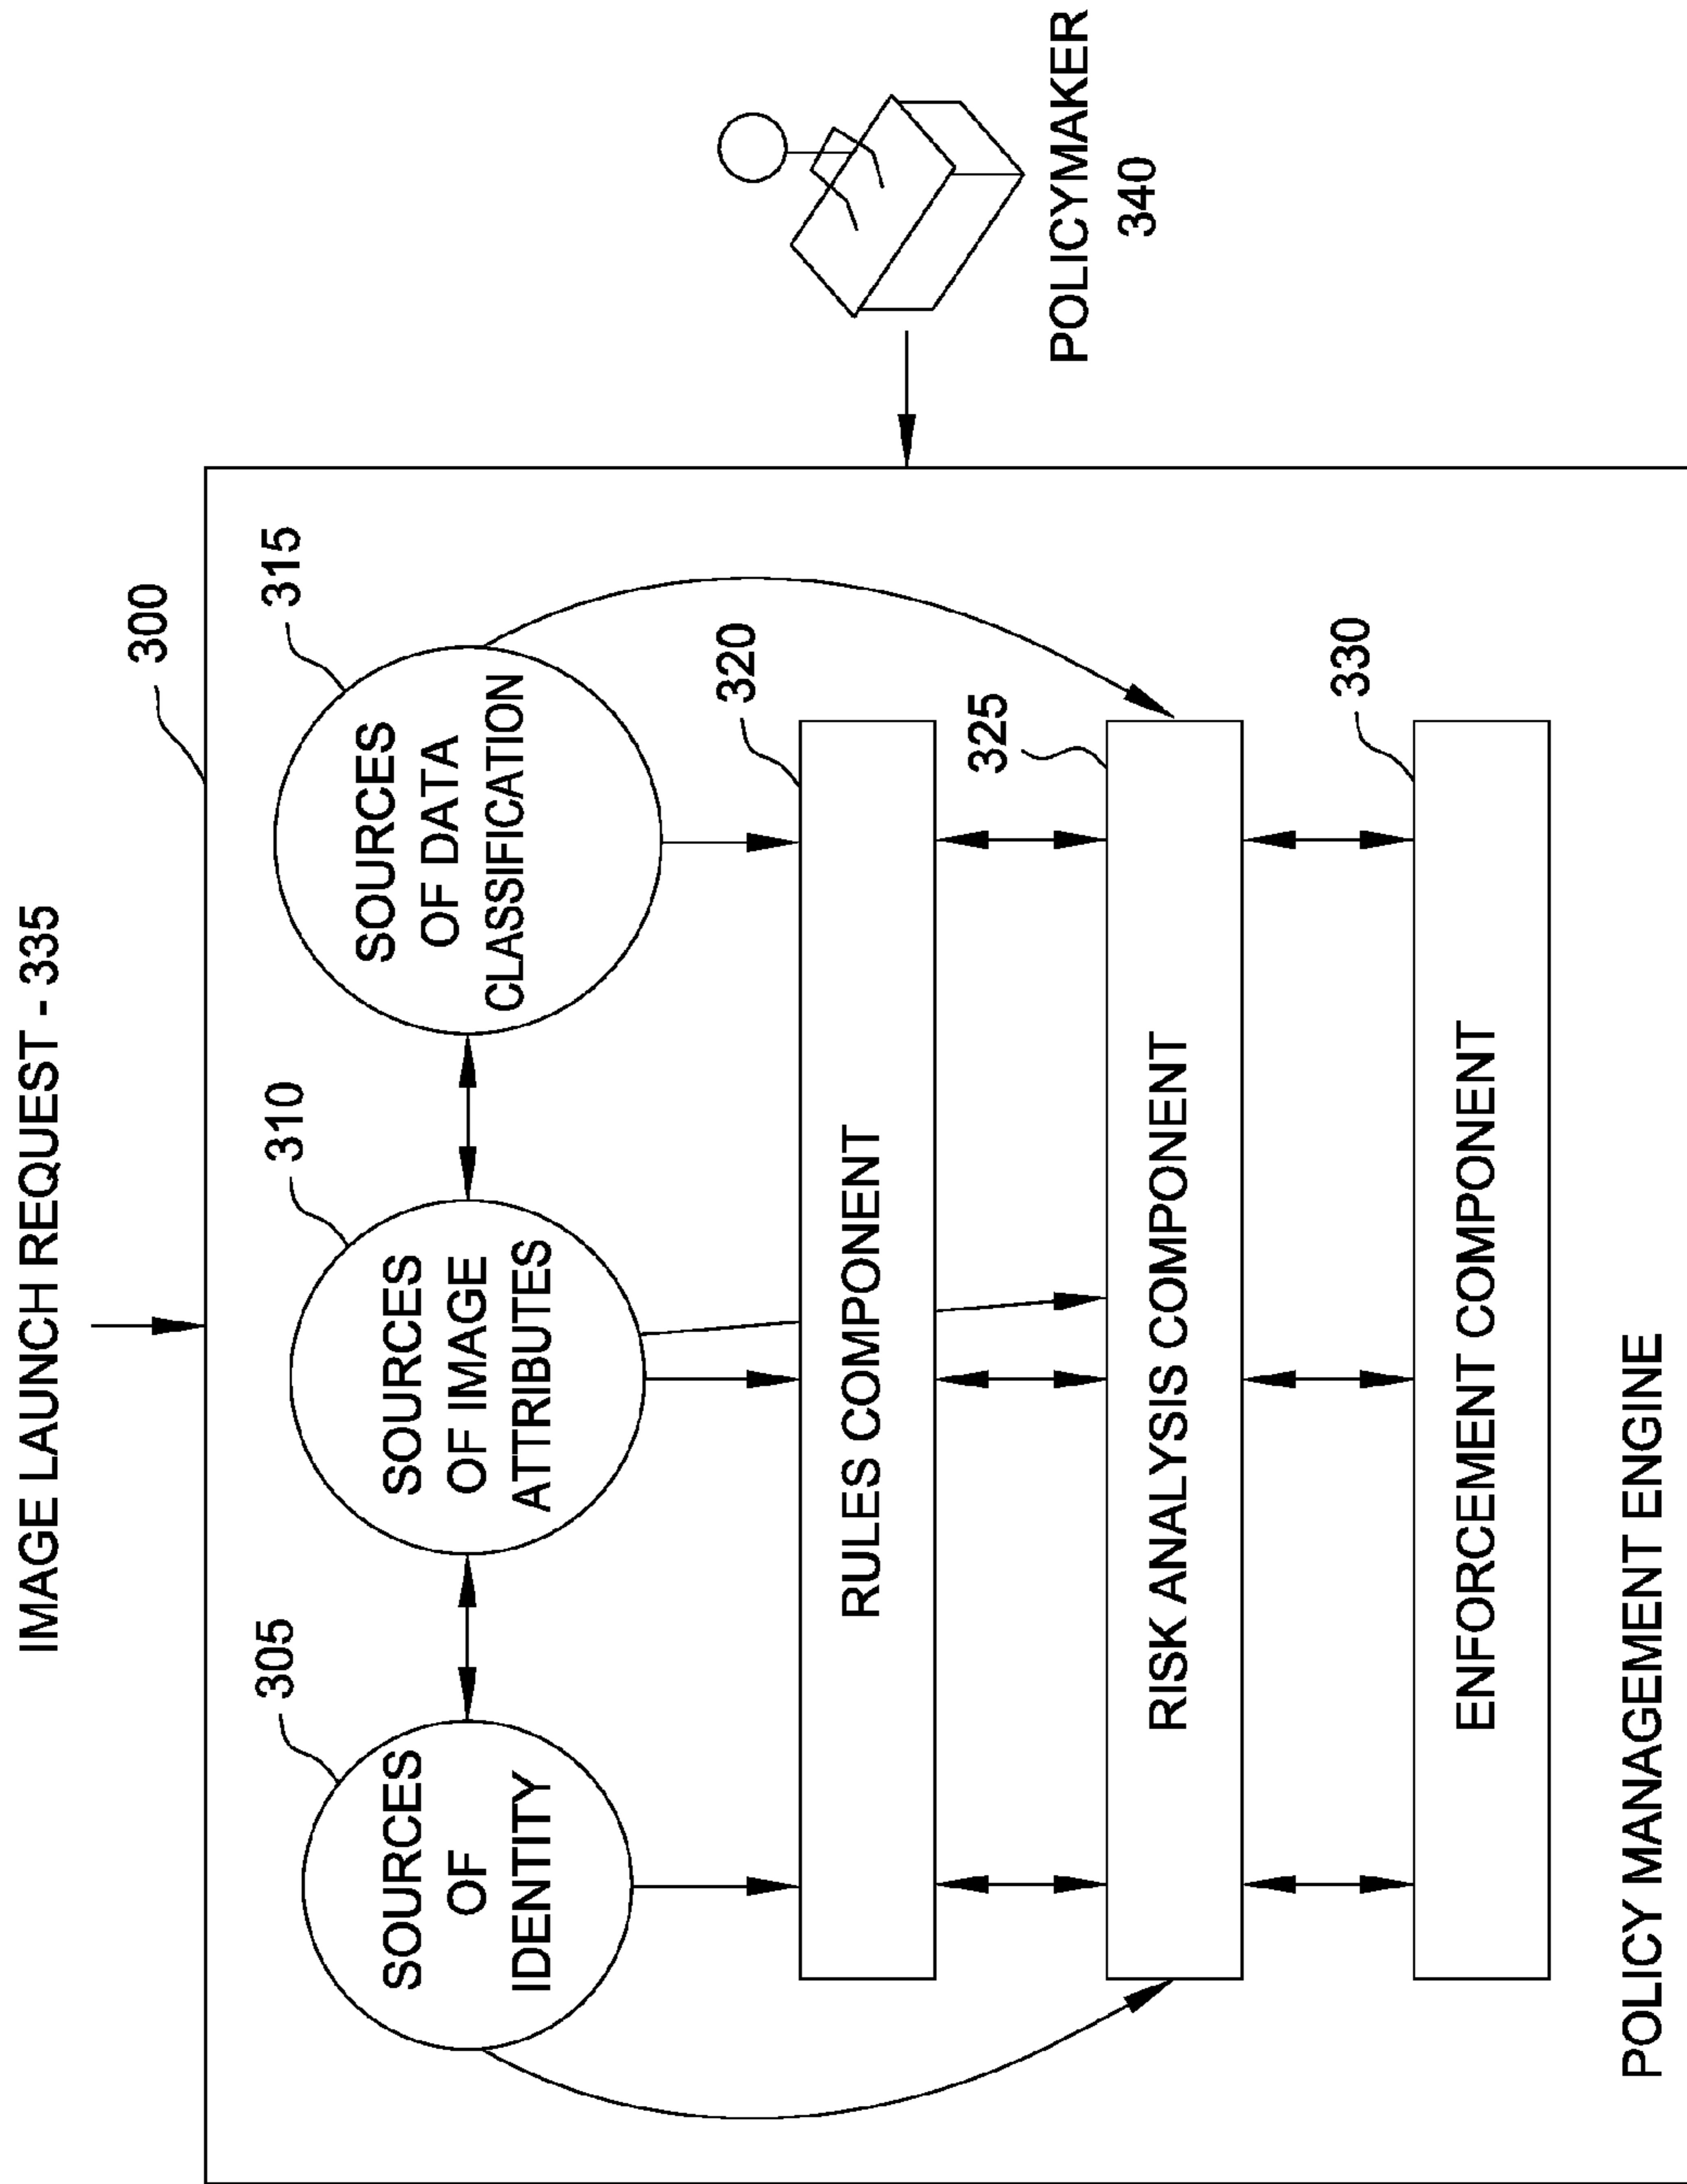 IMAGE LAUNCH REQUEST - 335
300
305
310
315
SOURCES
OF
IDENTITY
SOURCES
OF IMAGE
ATTRIBUTES
SOURCES
OF DATA
CLASSIFICATION
320
RULES COMPONENT
325
RISK ANALYSIS COMPONENT
330
ENFORCEMENT COMPONENT
POLICY MANAGEMENT ENGINE
POLICYMAKER
340